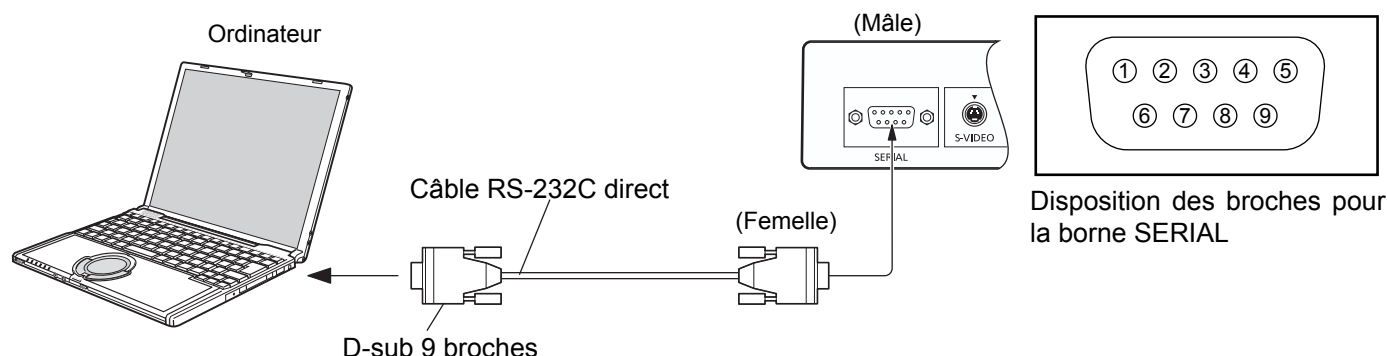 Ordinateur
(Mâle)
SERIAL
S-VIDEO
① ② ③ ④ ⑤
⑥ ⑦ ⑧ ⑨
Disposition des broches pour
la borne SERIAL
Câble RS-232C direct
(Femelle)
D-sub 9 broches